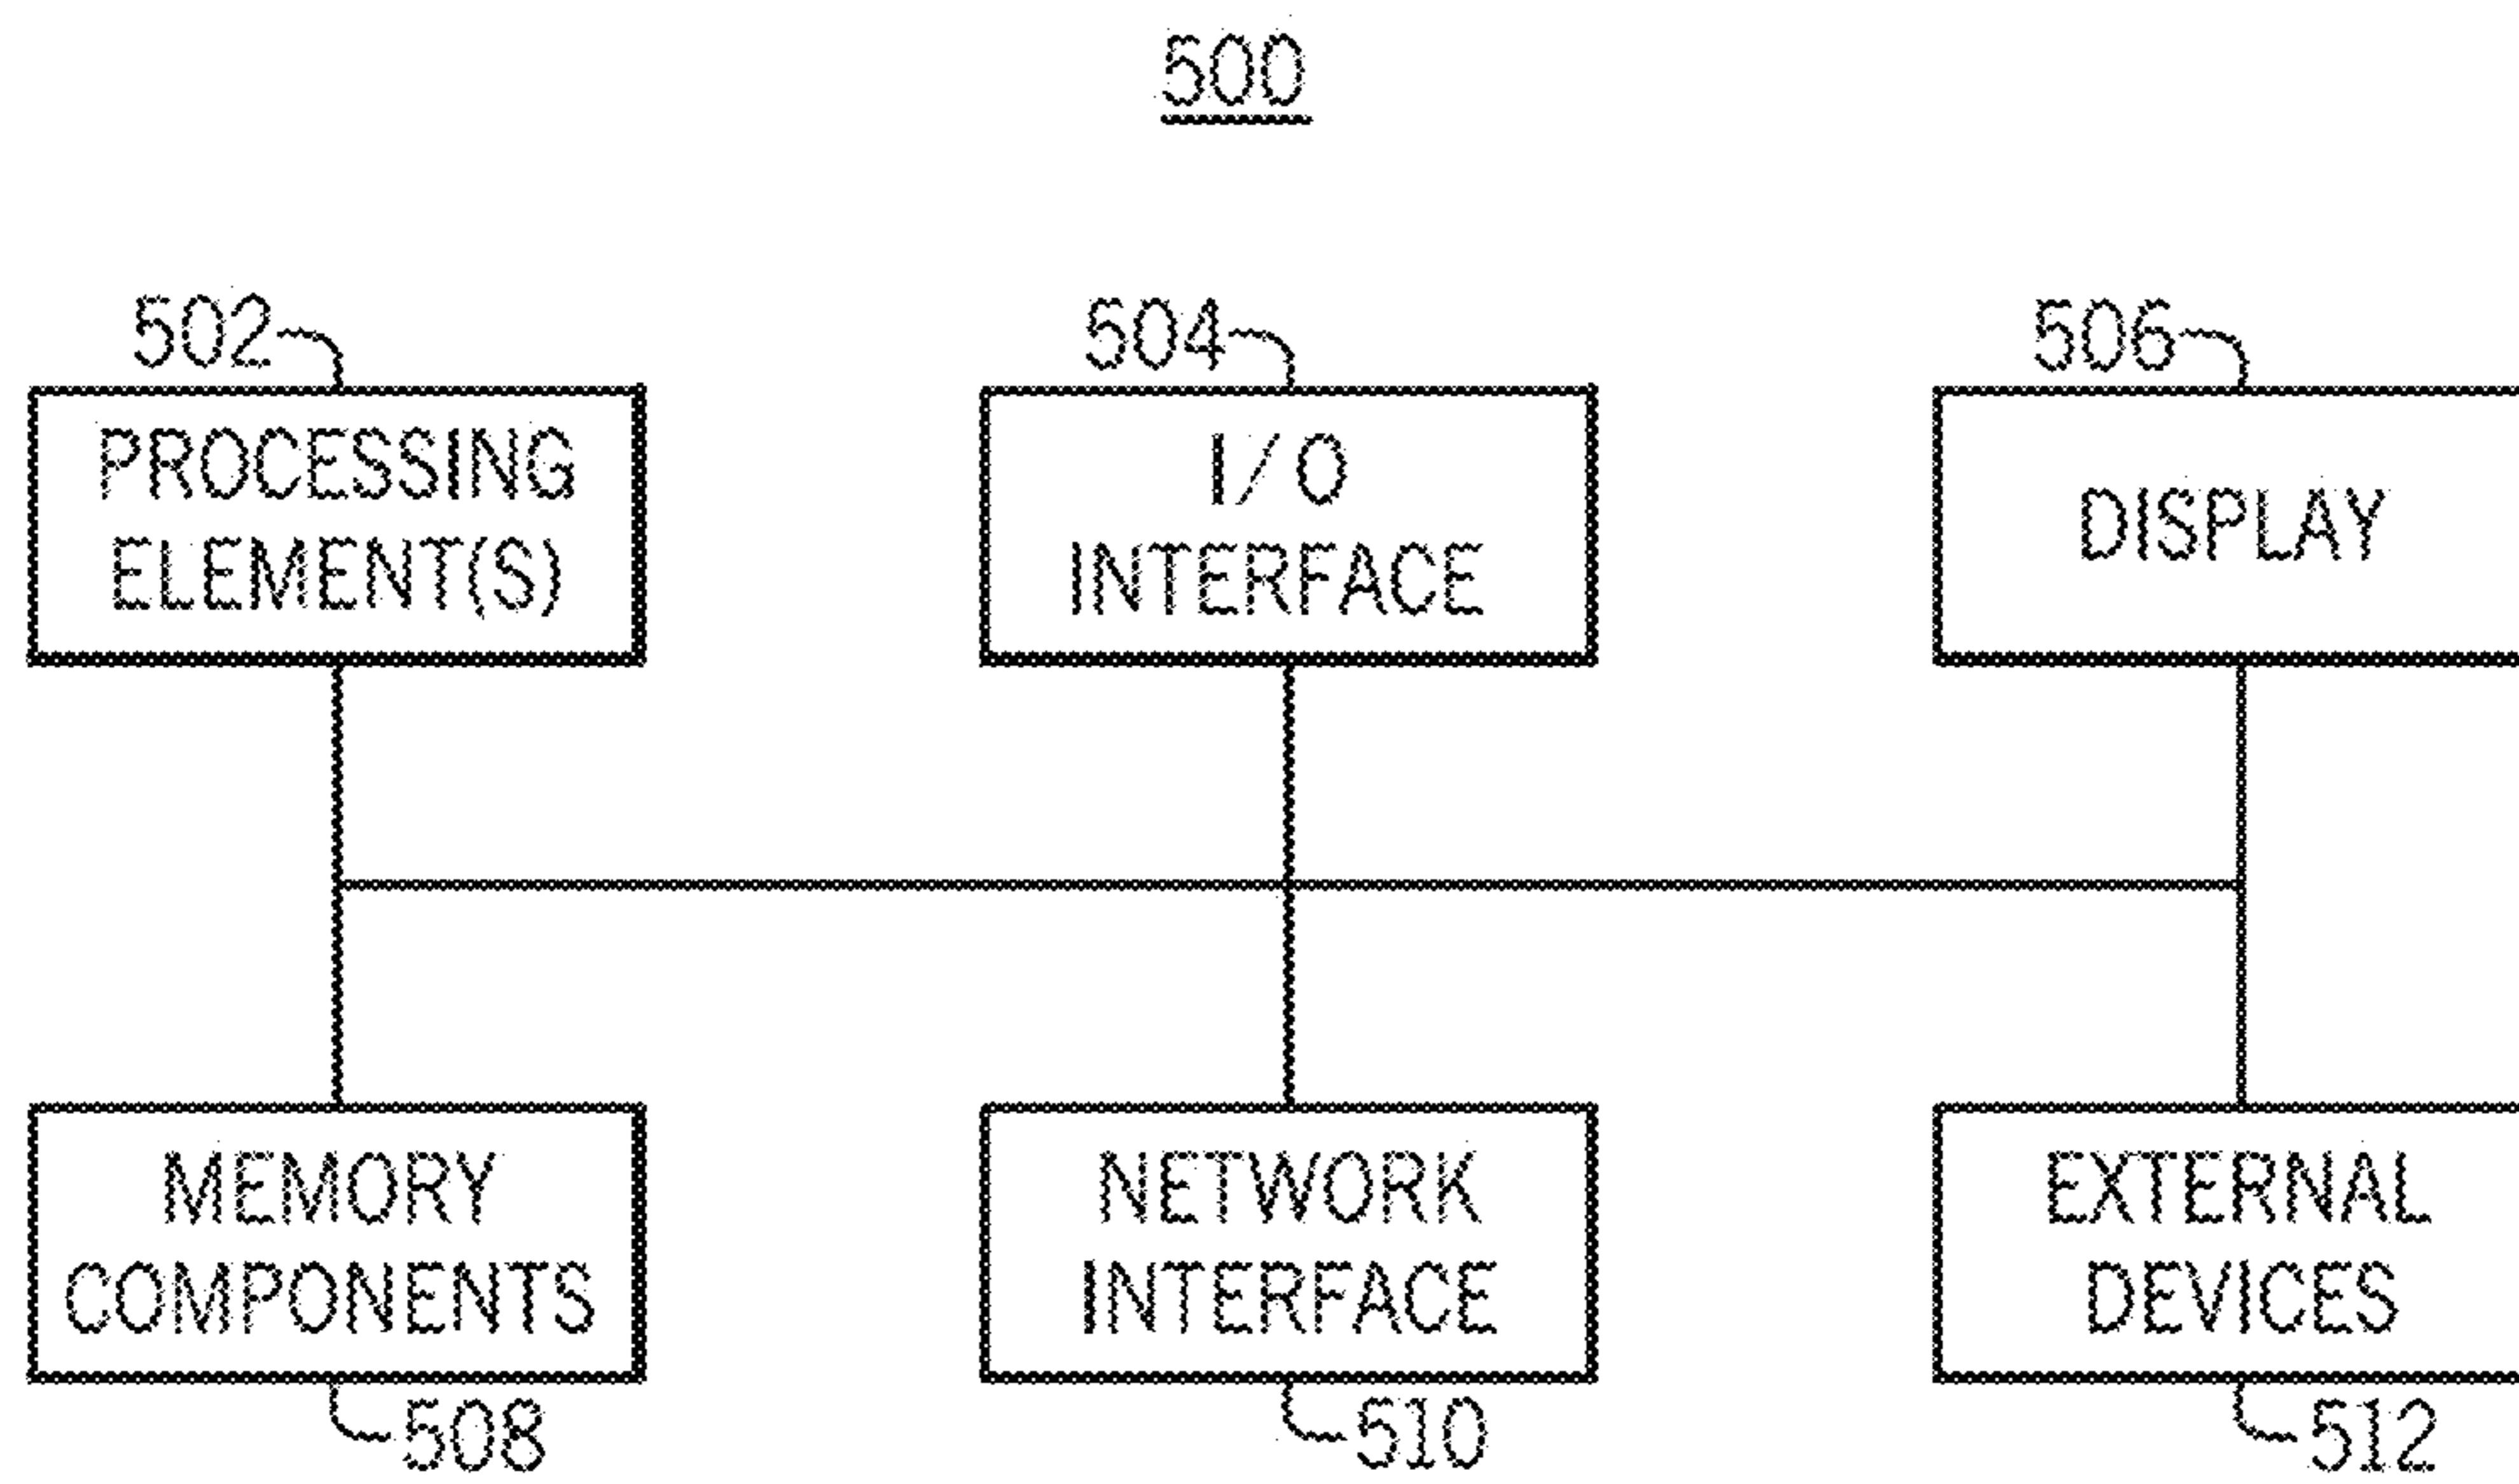 500
502
504
506
PROCESSING
ELEMENT(S)
I/O
INTERFACE
DISPLAY
MEMORY
COMPONENTS
NETWORK
INTERFACE
EXTERNAL
DEVICES
508
510
512